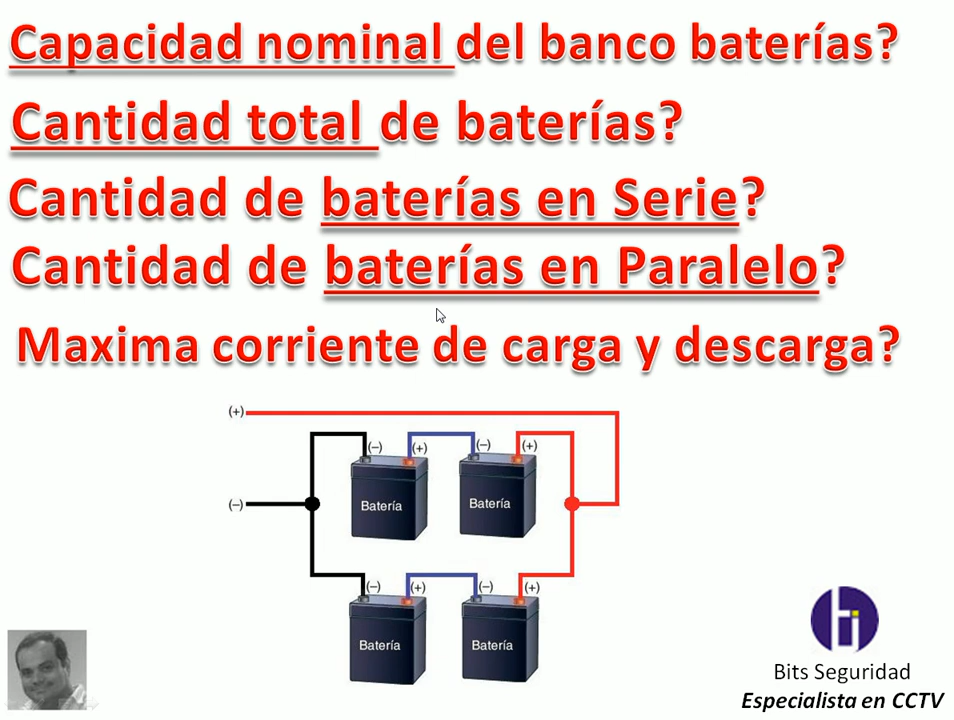 Capacidad nominal del banco baterías?
Cantidad total de baterías?
Cantidad de baterías en Serie?
Cantidad de baterías en Paralelo?
Maxima corriente de carga y descarga?
(+)
(–) (+) (–) (+)
(–) Batería Batería
(–) (+) (–) (+)
Batería Batería
Bits Seguridad
Especialista en CCTV